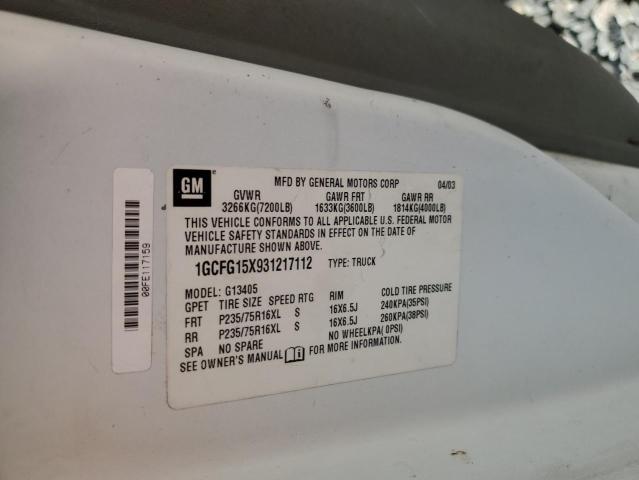 GM
MFD BY GENERAL MOTORS CORP 04/03
GVWR GAWR FRT GAWR RR
3266KG(7200LB) 1633KG(3600LB) 1814KG(4000LB)
THIS VEHICLE CONFORMS TO ALL APPLICABLE U.S. FEDERAL MOTOR
VEHICLE SAFETY STANDARDS IN EFFECT ON THE DATE OF
MANUFACTURE SHOWN ABOVE.
1GCFG15X931217112 TYPE: TRUCK
MODEL: G13405
GPET TIRE SIZE SPEED RTG RIM COLD TIRE PRESSURE
FRT P235/75R16XL S 16X6.5J 240KPA(35PSI)
RR P235/75R16XL S 16X6.5J 260KPA(38PSI)
SPA NO SPARE NO WHEELKPA( 0PSI)
SEE OWNER'S MANUAL FOR MORE INFORMATION.
00FE117159